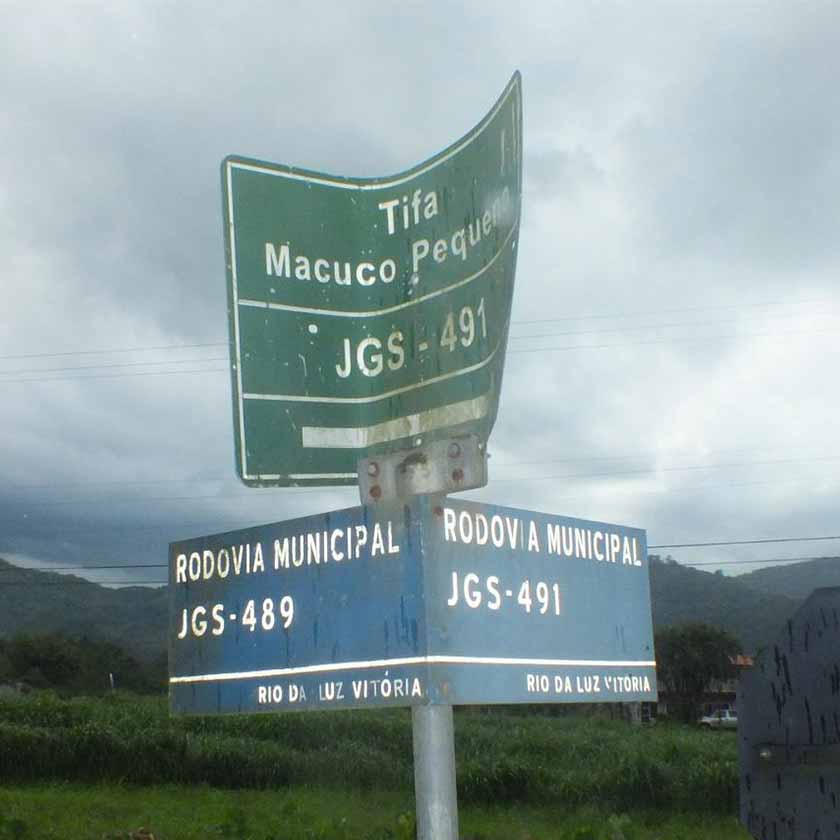 Tifa
Macuco Pequeno
JGS - 491
RODOVIA MUNICIPAL
JGS-489
RIO DA LUZ VITÓRIA
RODOVIA MUNICIPAL
JGS-491
RIO DA LUZ VITÓRIA